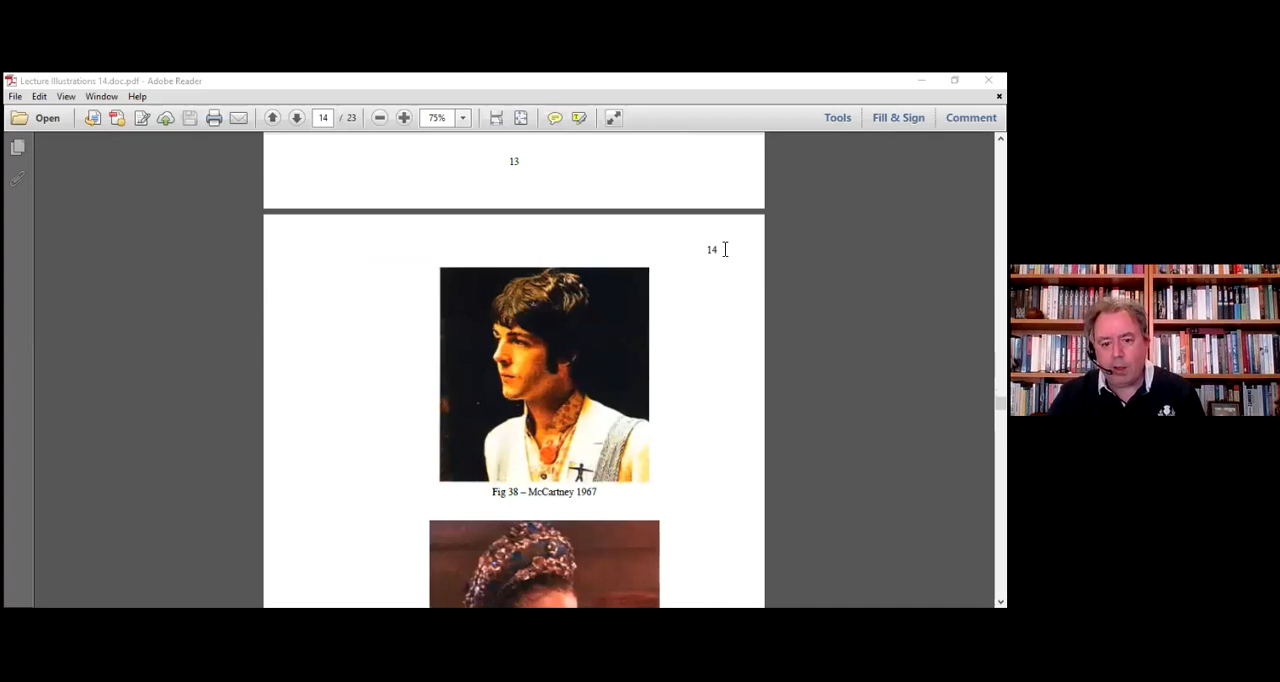 Lecture Illustrations 14.doc.pdf - Adobe Reader
File Edit View Window Help
Open 14 / 23 75% Tools Fill & Sign Comment
13
14
Fig 38 – McCartney 1967